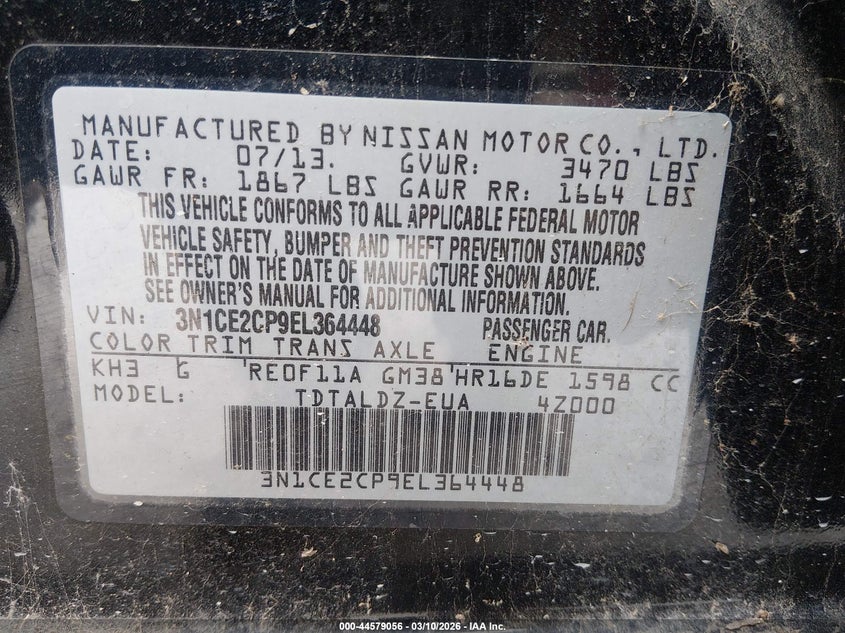 MANUFACTURED BY NISSAN MOTOR CO., LTD.
DATE: 07/13. GVWR: 3470 LBS
GAWR FR: 1867 LBS GAWR RR: 1664 LBS
THIS VEHICLE CONFORMS TO ALL APPLICABLE FEDERAL MOTOR
VEHICLE SAFETY, BUMPER AND THEFT PREVENTION STANDARDS
IN EFFECT ON THE DATE OF MANUFACTURE SHOWN ABOVE.
SEE OWNER'S MANUAL FOR ADDITIONAL INFORMATION.
VIN: 3N1CE2CP9EL364448 PASSENGER CAR.
COLOR TRIM TRANS AXLE ENGINE
KH3 G RE0F11A GM38 HR16DE 1598 CC
MODEL: TDTALDZ-EUA 4Z000
3N1CE2CP9EL364448
000-44579056 — 03/10/2026 — IAA Inc.